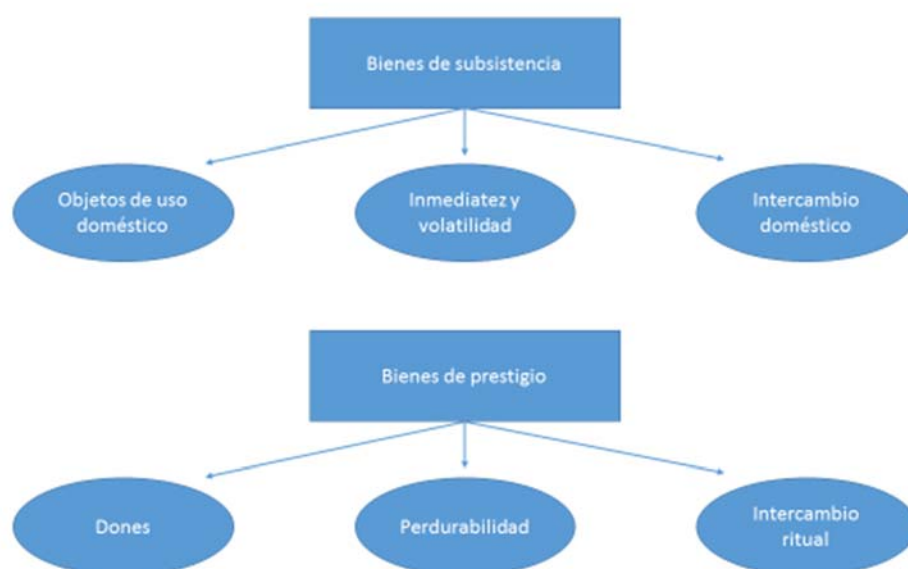 Bienes de subsistencia
Objetos de uso
doméstico
Inmediatez y
volatilidad
Intercambio
doméstico
Bienes de prestigio
Dones
Perdurabilidad
Intercambio
ritual